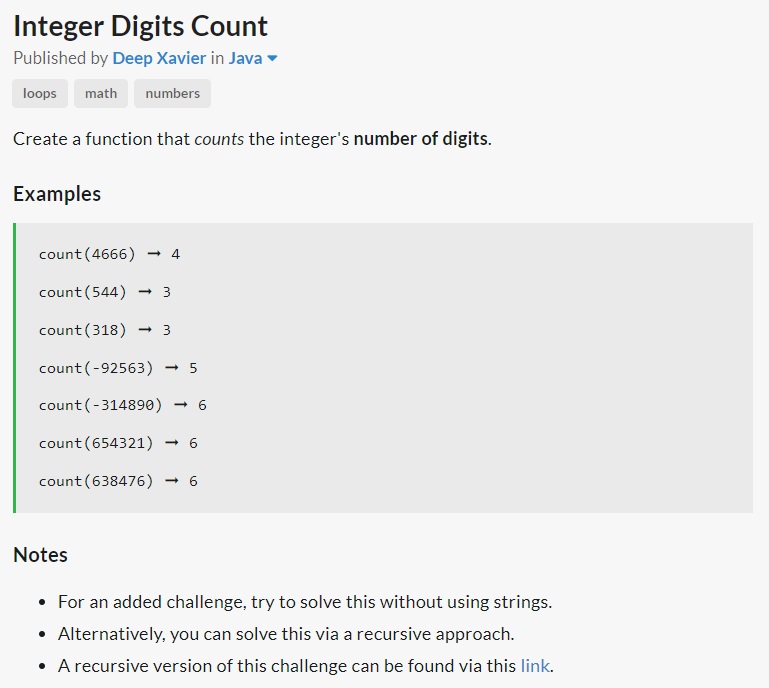 Integer Digits Count
Published by Deep Xavier in Java
loops math numbers
Create a function that counts the integer's number of digits.
Examples
count(4666) ➞ 4
count(544) ➞ 3
count(318) ➞ 3
count(-92563) ➞ 5
count(-314890) ➞ 6
count(654321) ➞ 6
count(638476) ➞ 6
Notes
• For an added challenge, try to solve this without using strings.
• Alternatively, you can solve this via a recursive approach.
• A recursive version of this challenge can be found via this link.